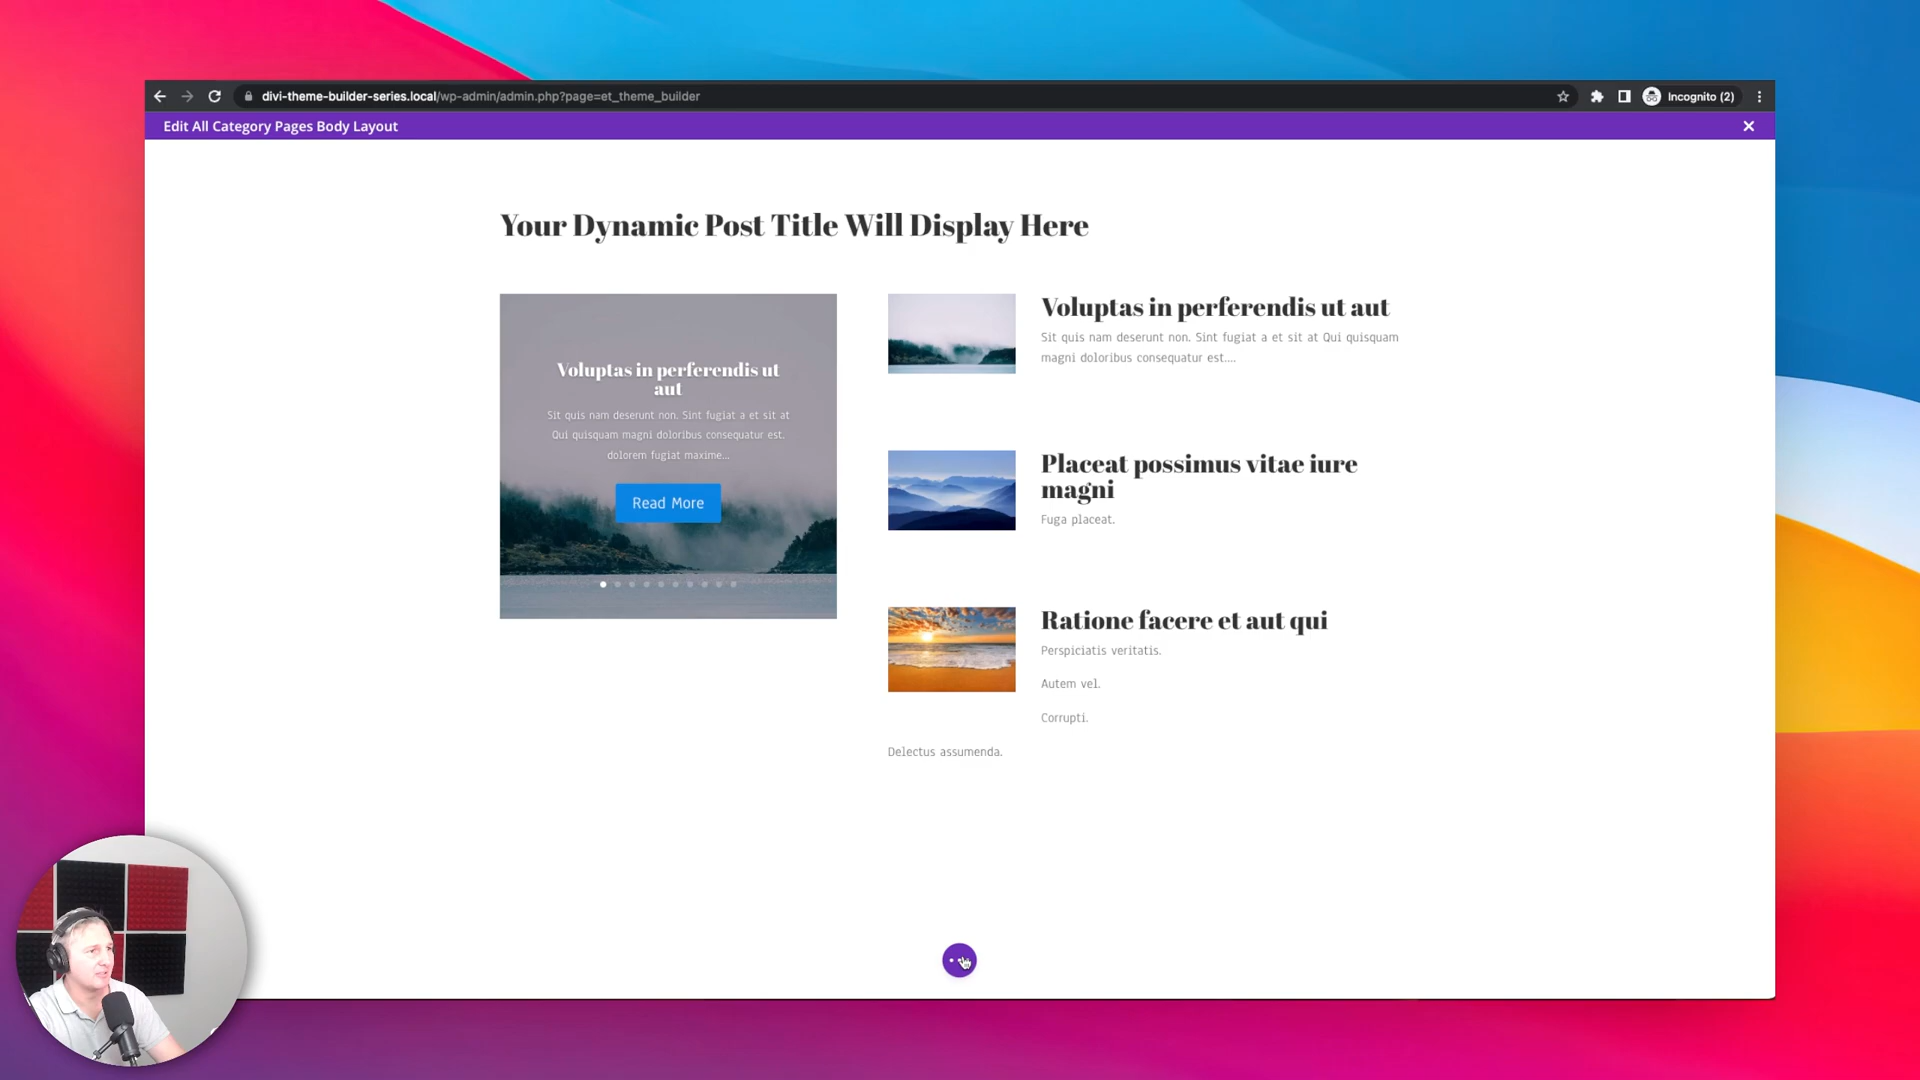 divi-theme-builder-series.local/wp-admin/admin.php?page=et_theme_builder
Incognito (2)
Edit All Category Pages Body Layout
Your Dynamic Post Title Will Display Here
Voluptas in perferendis ut
aut
Sit quis nam deserunt non. Sint fugiat a et sit at
Qui quisquam magni doloribus consequatur est.
dolorem fugiat maxime...
Read More
Voluptas in perferendis ut aut
Sit quis nam deserunt non. Sint fugiat a et sit at Qui quisquam
magni doloribus consequatur est....
Placeat possimus vitae iure
magni
Fuga placeat.
Ratione facere et aut qui
Perspiciatis veritatis.
Autem vel.
Corrupti.
Delectus assumenda.